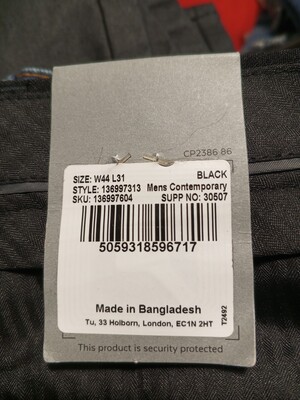 CP2386 86
SIZE: W44 L31 BLACK
STYLE: 136997313 Mens Contemporary
SKU: 136997604 SUPP NO: 30507
5059318596717
Made in Bangladesh
Tu, 33 Holborn, London, EC1N 2HT
T2492
This product is security protected